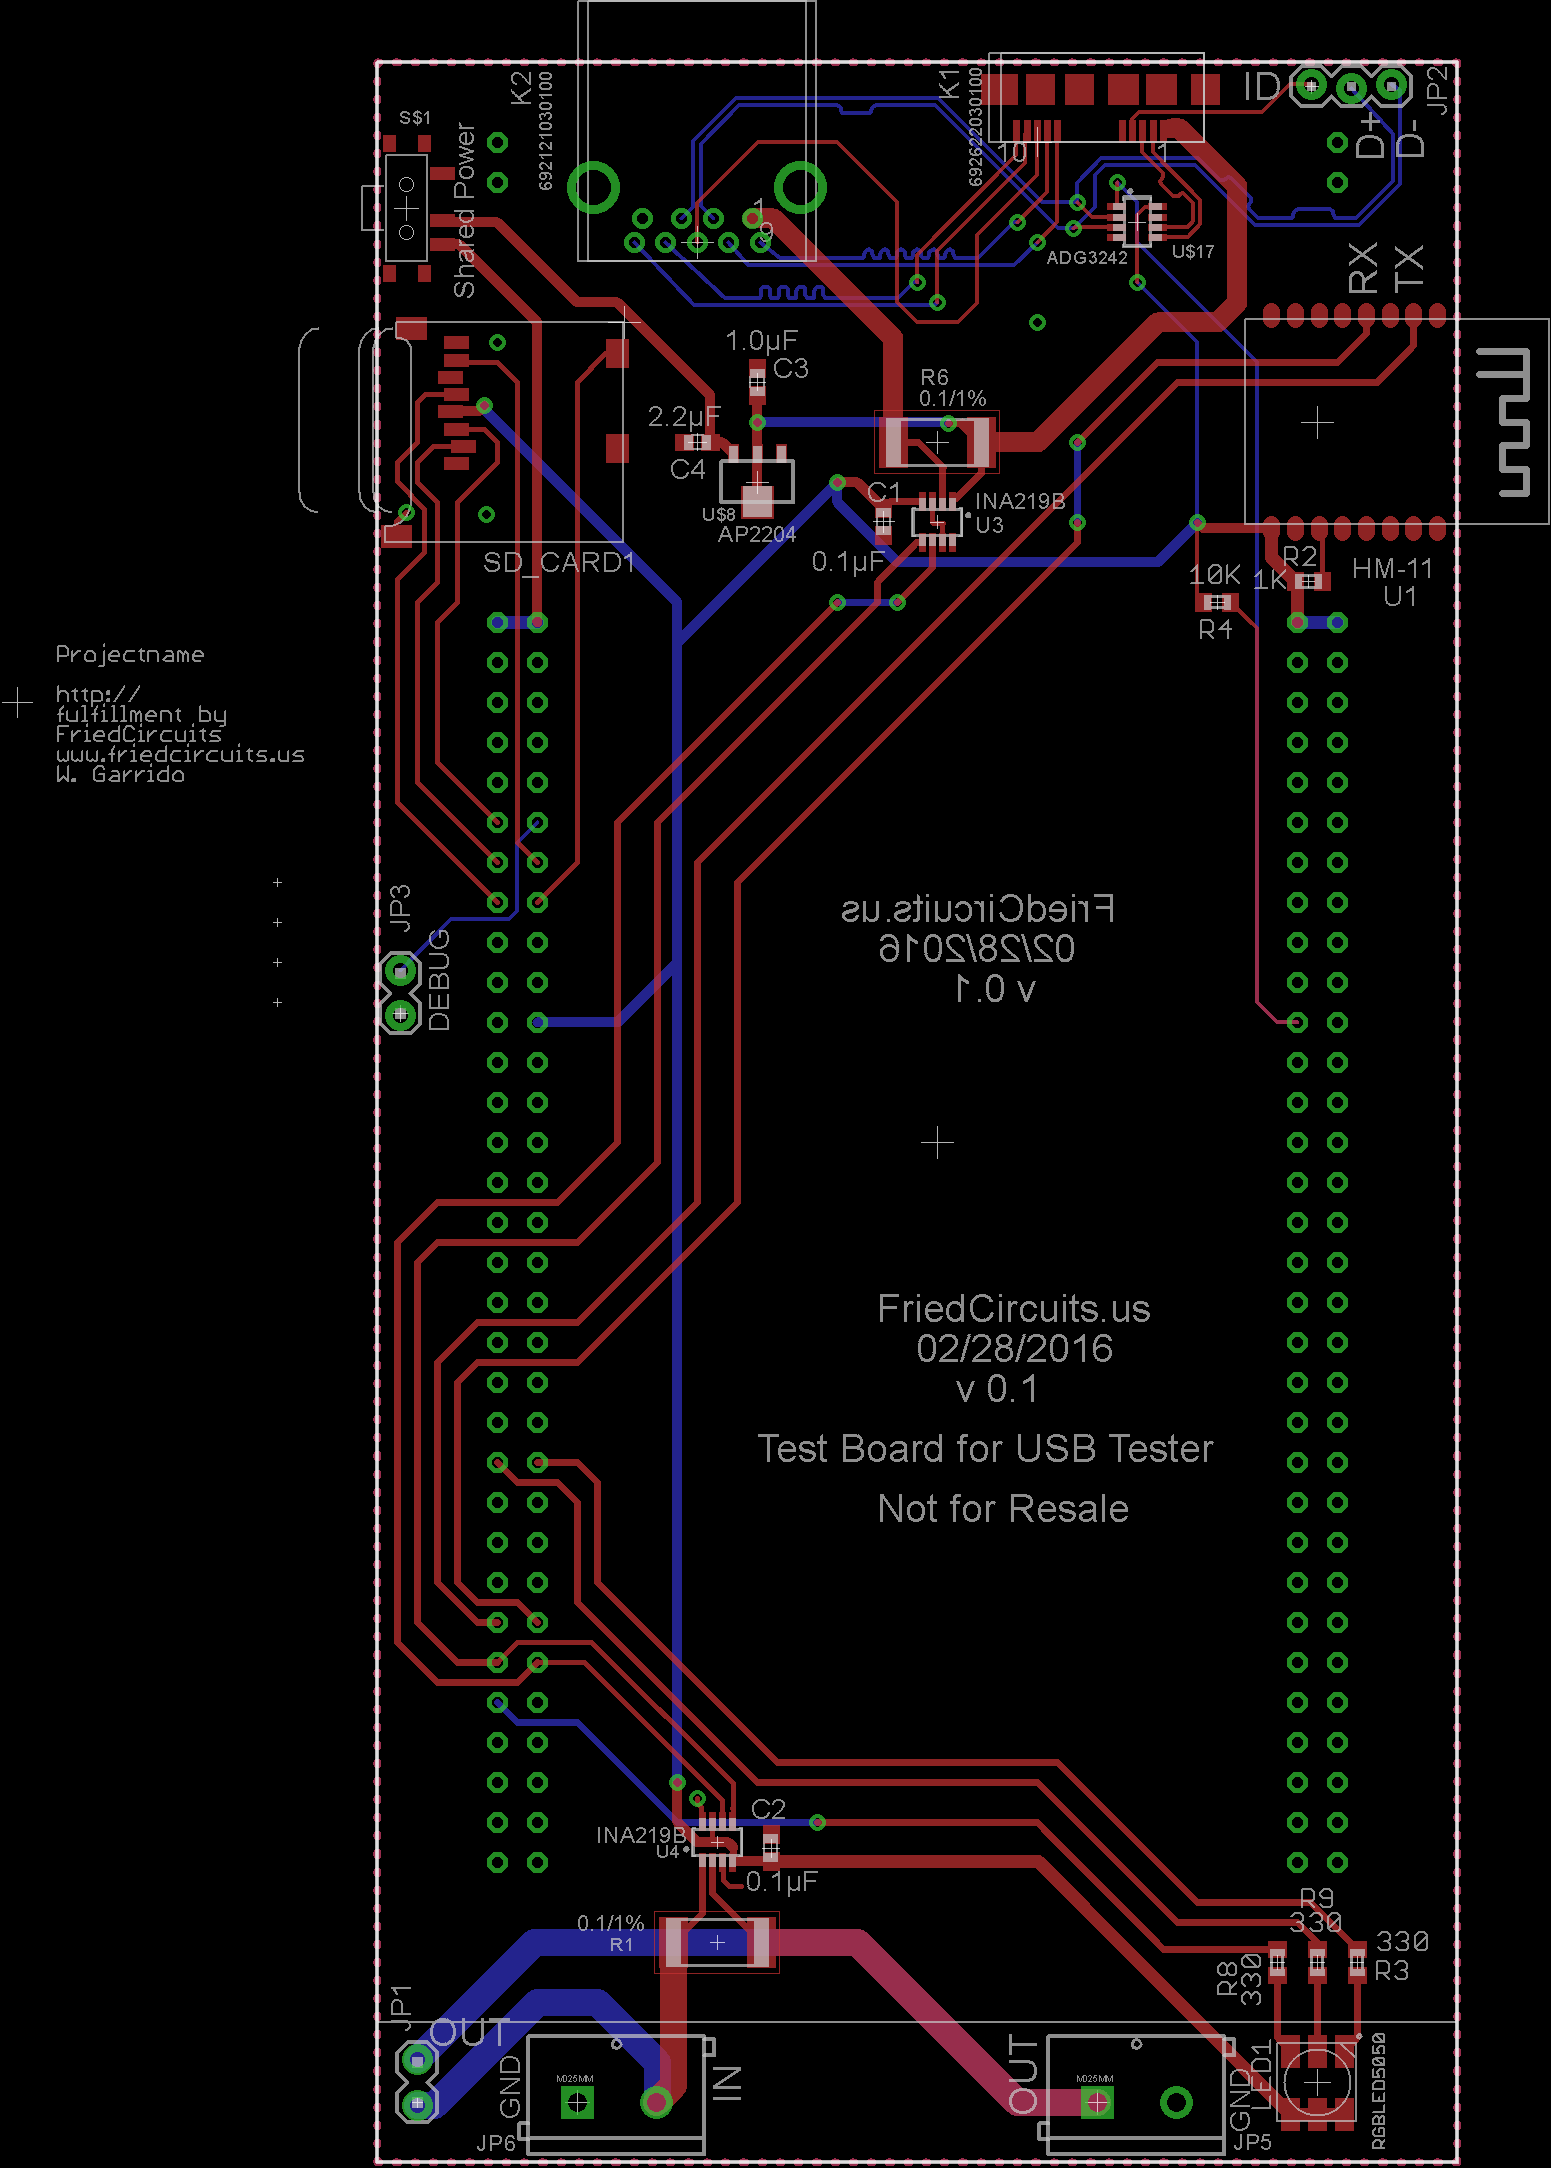 K2
692121030100
K1
692622030100
ID
JP2
D+
D-
S$1
Shared Power
10
1
1
9
ADG3242
U$17
RX
TX
1.0µF
C3
R6
0.1/1%
2.2µF
C4
U$8
AP2204
C1
INA219B
U3
0.1µF
SD_CARD1
R2
10K
1K
R4
HM-11
U1
Projectname
http://
fulfillment by
FriedCircuits
www.friedcircuits.us
W. Garrido
JP3
DEBUG
FriedCircuits.us
02/28/2016
v 0.1
FriedCircuits.us
02/28/2016
v 0.1
Test Board for USB Tester
Not for Resale
C2
INA219B
U4
0.1µF
0.1/1%
R1
R9
330
330
R3
R8
330
JP1
OUT
GND
M025MM
IN
JP6
OUT
M025MM
GND
JP5
LED1
RGBLED5050